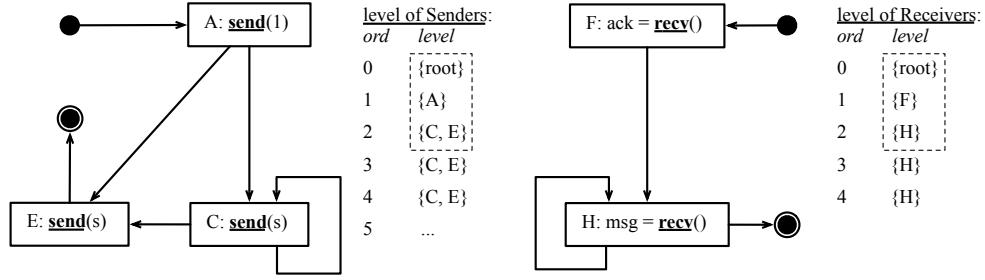 A: send(1)
E: send(s)
C: send(s)
level of Senders:
ord level
0 {root}
1 {A}
2 {C, E}
3 {C, E}
4 {C, E}
5 ...
F: ack = recv()
H: msg = recv()
level of Receivers:
ord level
0 {root}
1 {F}
2 {H}
3 {H}
4 {H}